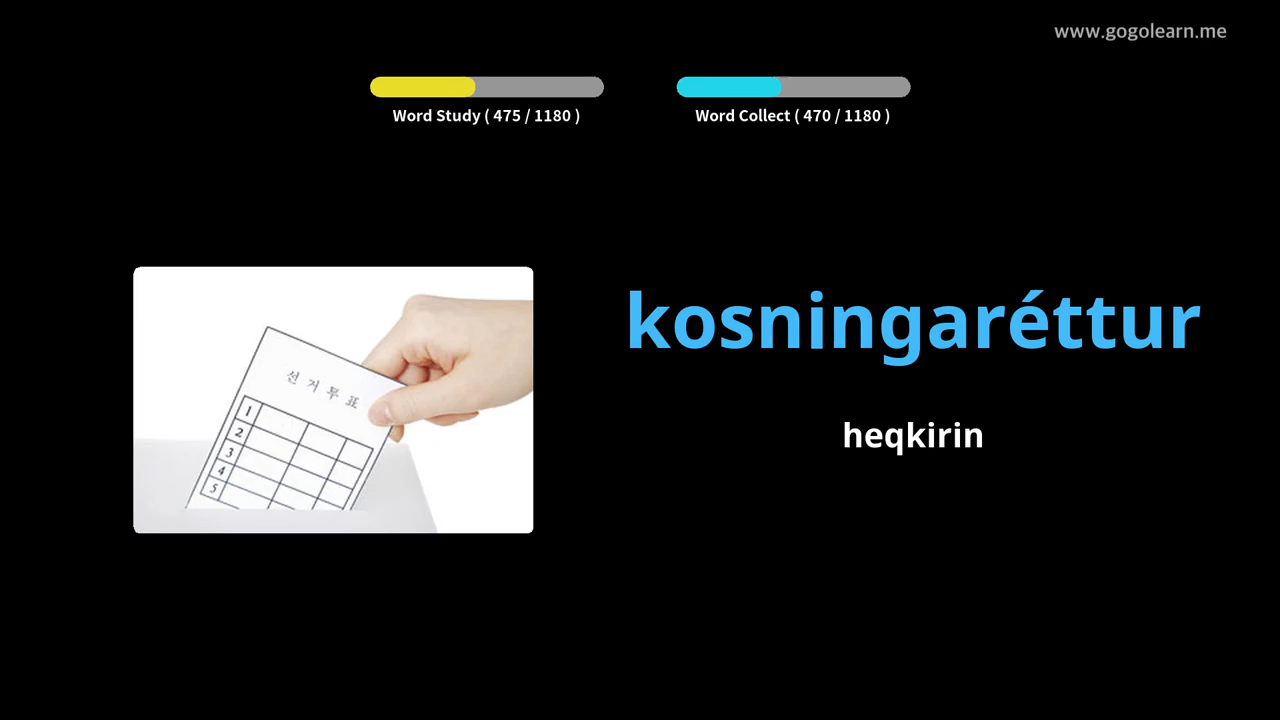 www.gogolearn.me
Word Study ( 475 / 1180 )
Word Collect ( 470 / 1180 )
선거투표
1
2
3
4
5
kosningaréttur
heqkirin